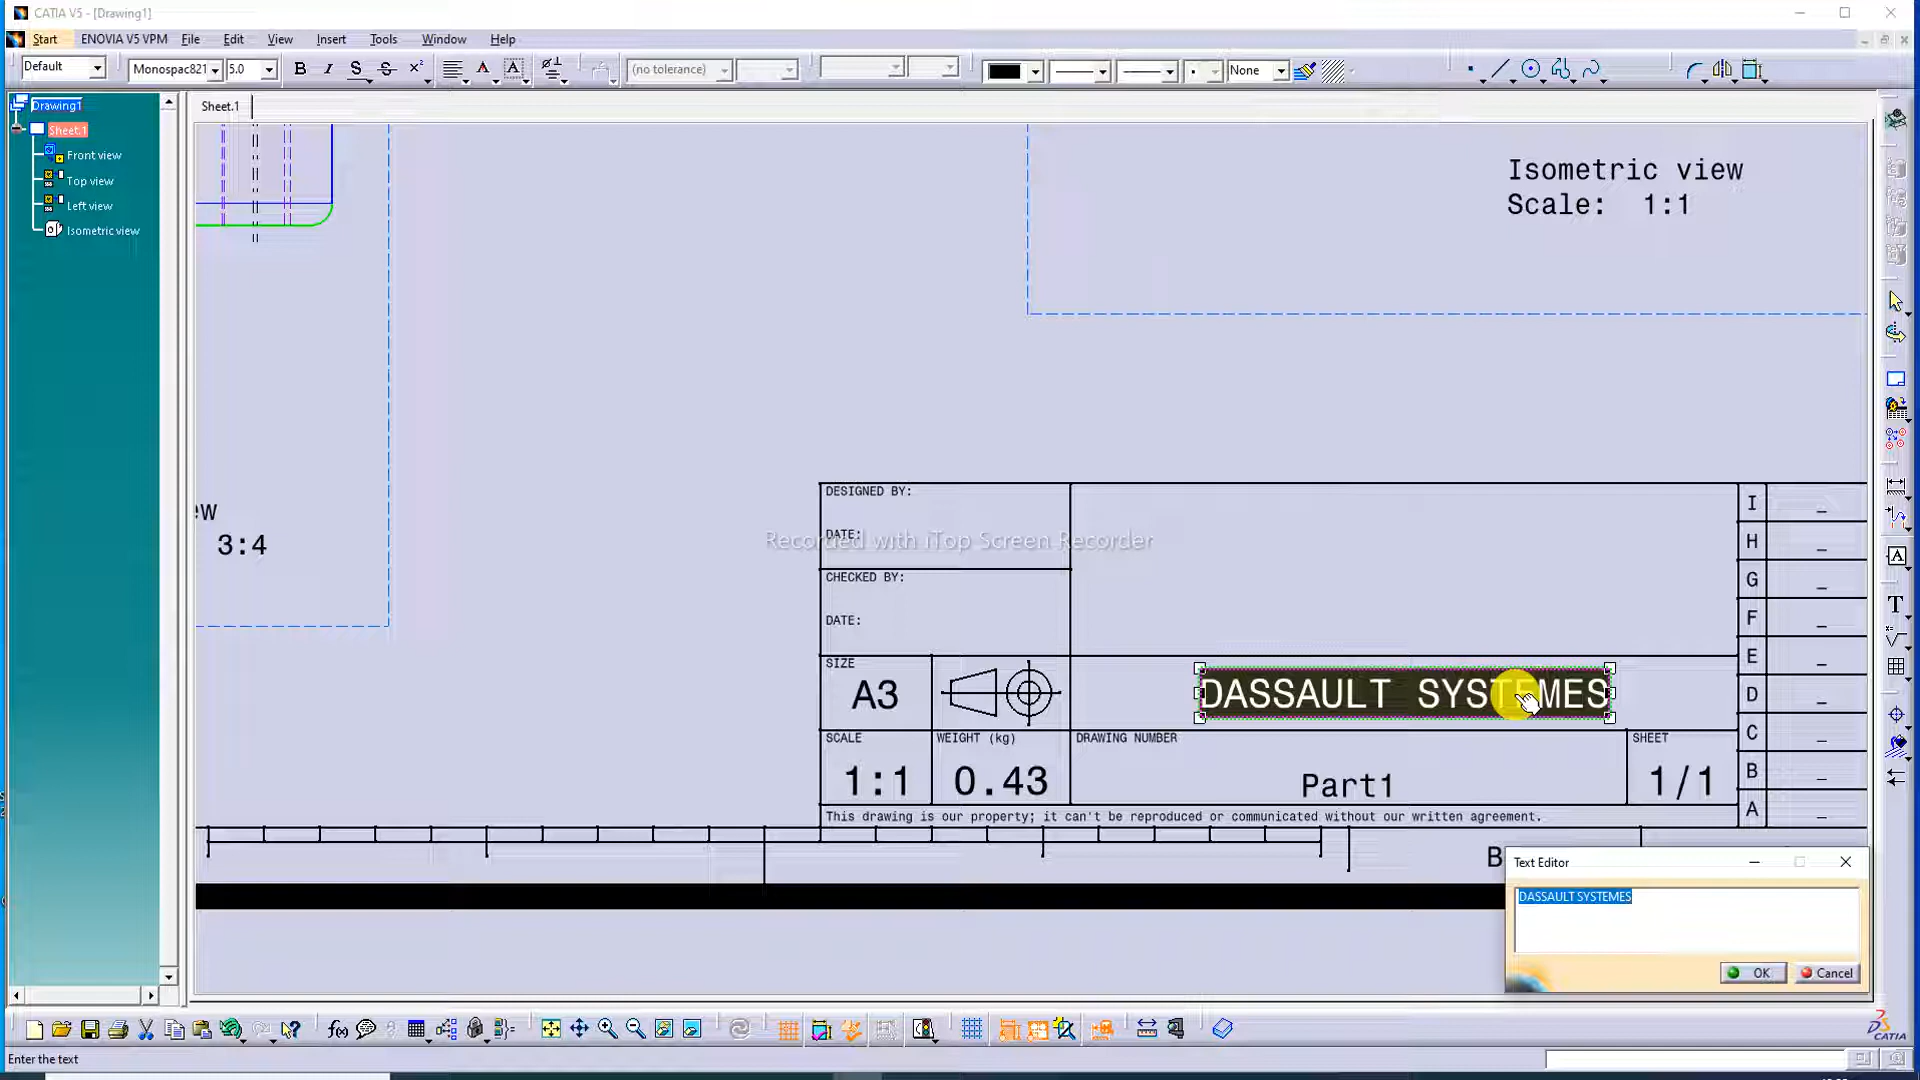 CATIA V5 - [Drawing1]
Start ENOVIA V5 VPM File Edit View Insert Tools Window Help
Default Monospac821 5.0 B I S S (no tolerance) None
Drawing1
Sheet.1
Front view
Top view
Left view
Isometric view
Sheet.1
Isometric view
Scale: 1:1
3:4
DESIGNED BY:
DATE:
CHECKED BY:
DATE:
Recorded with iTop Screen Recorder
SIZE
A3
DASSAULT SYSTEMES
SCALE
1:1
WEIGHT (kg)
0.43
DRAWING NUMBER
Part1
SHEET
1/1
This drawing is our property; it can't be reproduced or communicated without our written agreement.
I _
H _
G _
F _
E _
D _
C _
B _
A _
B
Text Editor
DASSAULT SYSTEMES
OK Cancel
Enter the text
CATIA